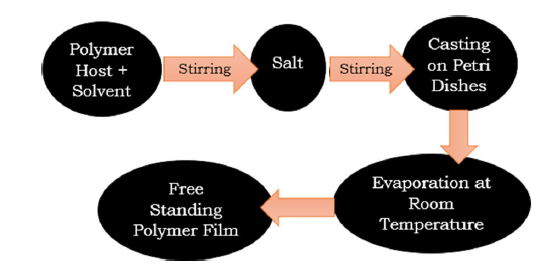 Polymer
Host +
Solvent
Stirring
Salt
Stirring
Casting
on Petri
Dishes
Evaporation at
Room
Temperature
Free
Standing
Polymer Film